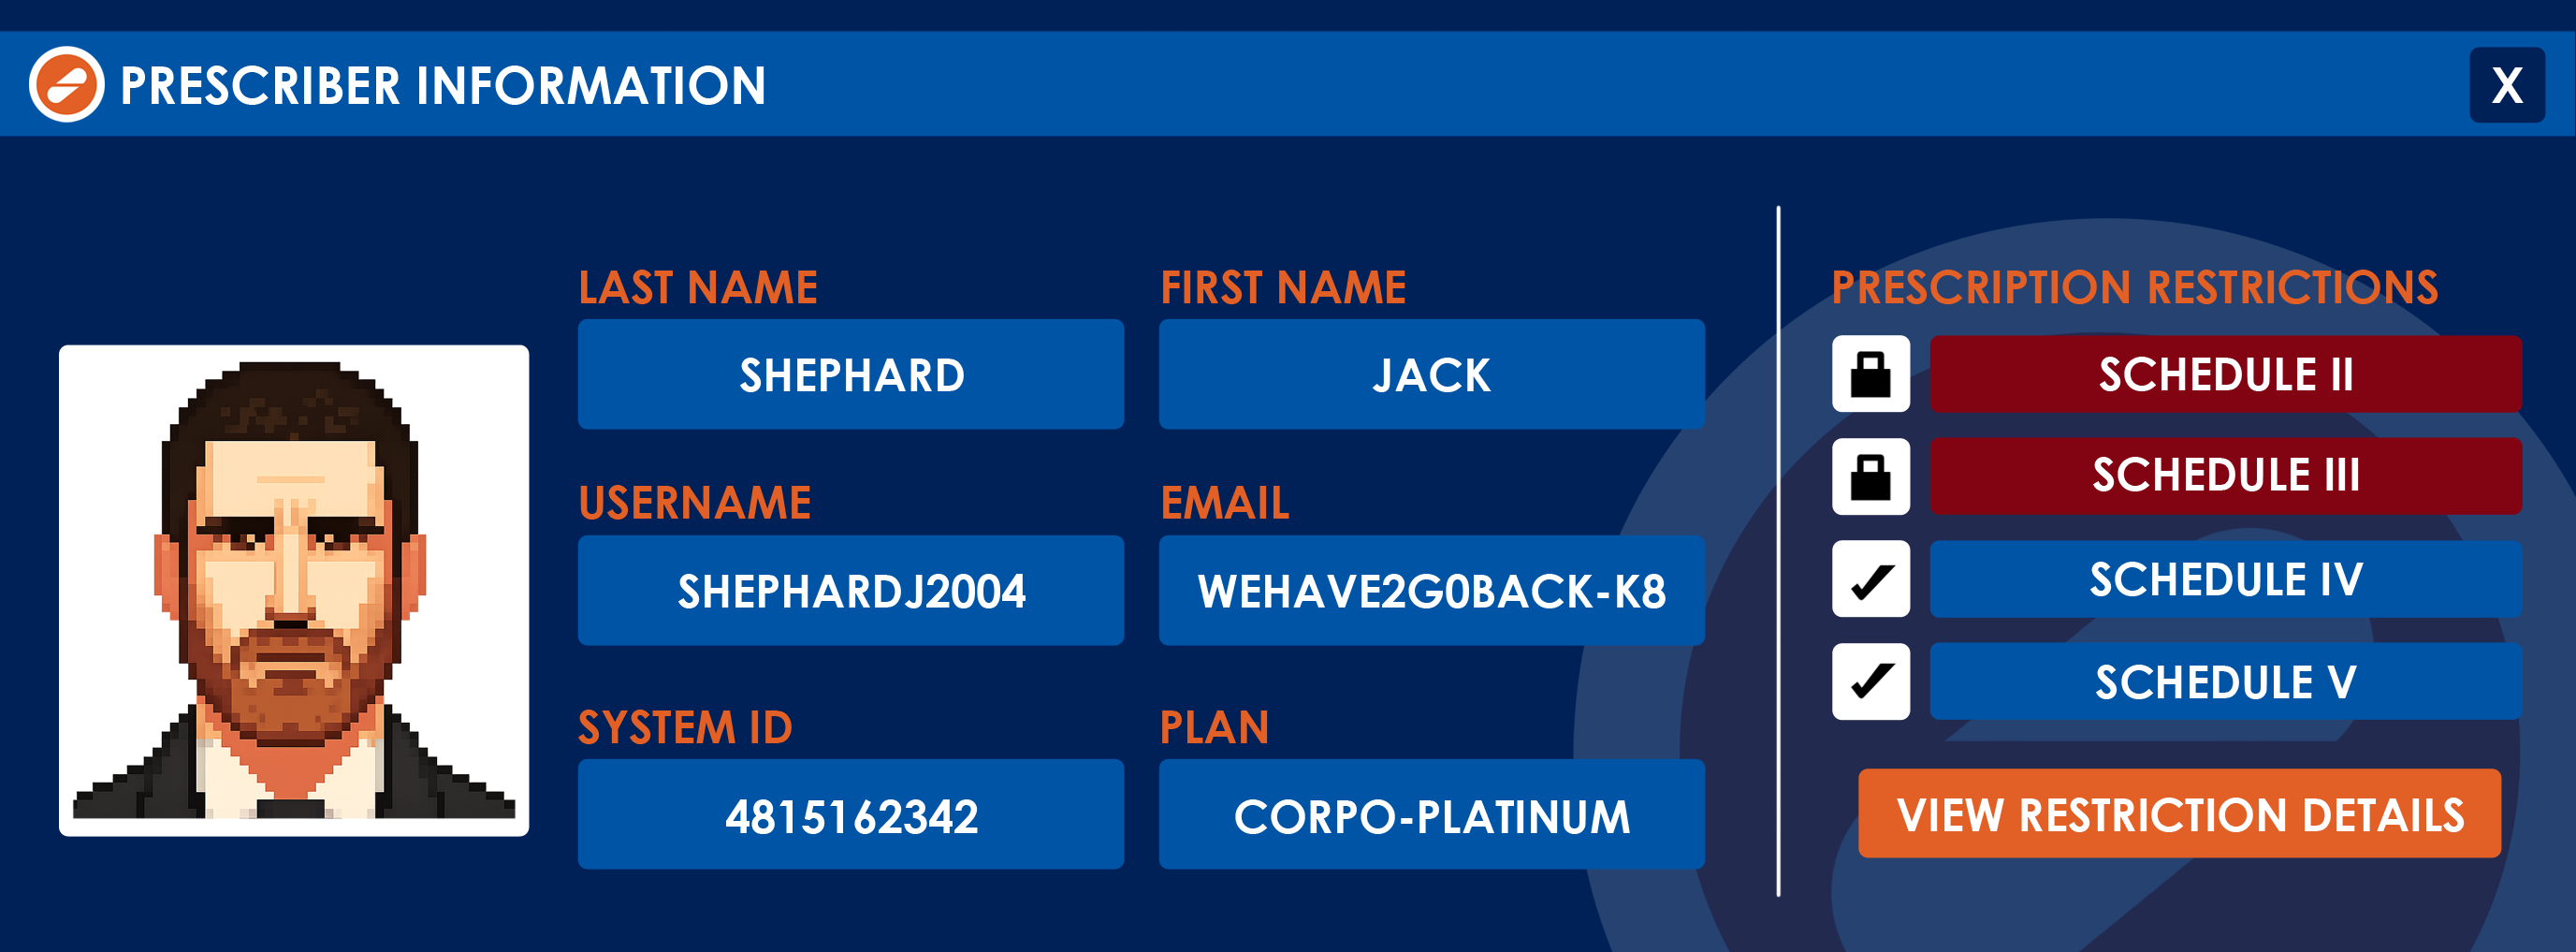 PRESCRIBER INFORMATION
X
LAST NAME
SHEPHARD
FIRST NAME
JACK
USERNAME
SHEPHARDJ2004
EMAIL
WEHAVE2G0BACK-K8
SYSTEM ID
4815162342
PLAN
CORPO-PLATINUM
PRESCRIPTION RESTRICTIONS
SCHEDULE II
SCHEDULE III
SCHEDULE IV
SCHEDULE V
VIEW RESTRICTION DETAILS